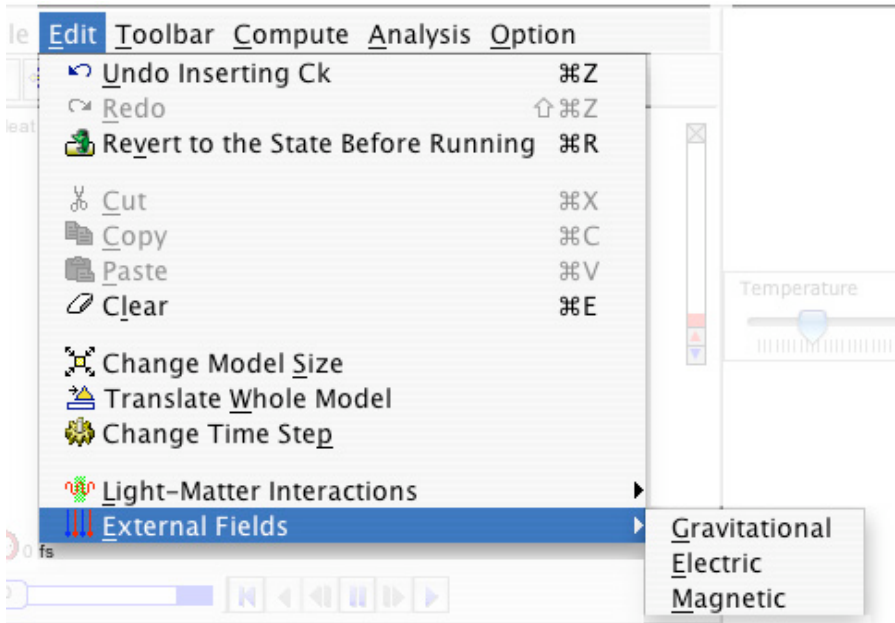 le Edit Toolbar Compute Analysis Option
Undo Inserting Ck ⌘Z
Redo ⇧⌘Z
Revert to the State Before Running ⌘R
Cut ⌘X
Copy ⌘C
Paste ⌘V
Clear ⌘E
Change Model Size
Translate Whole Model
Change Time Step
Light-Matter Interactions
External Fields
Gravitational
Electric
Magnetic
eat
Temperature
0 fs